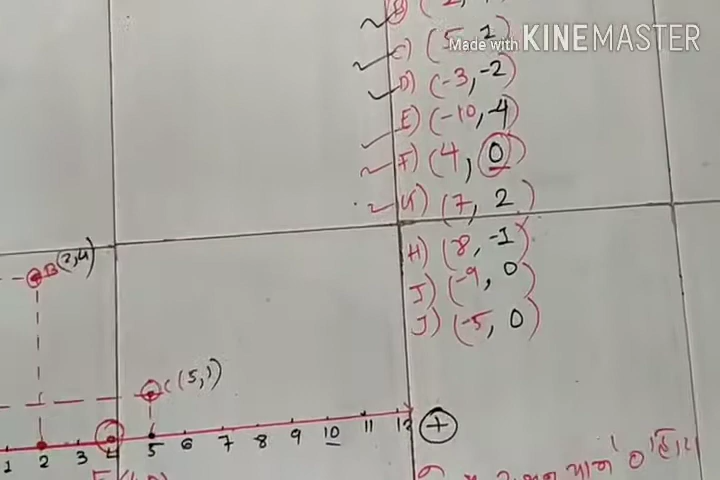 Made with KINEMASTER
C) (5, 1)
D) (-3, -2)
E) (-10, -4)
F) (4, 0)
G) (7, 2)
H) (8, -1)
J) (-9, 0)
J) (-5, 0)
B(2,4)
C(5,1)
1 2 3 4 5 6 7 8 9 10 11 12 +